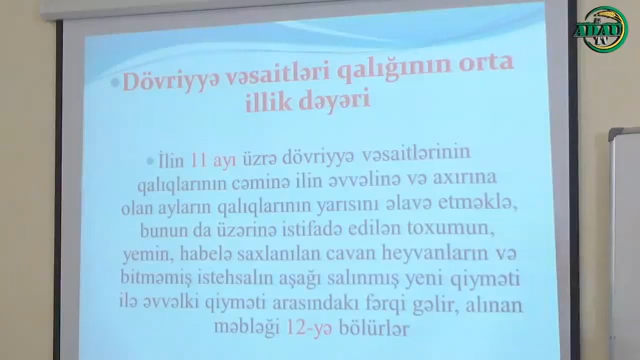 ADAU
TV
•Dövriyyə vəsaitləri qalığının orta
illik dəyəri
• İlin 11 ayı üzrə dövriyyə vəsaitlərinin
qalıqlarının cəminə ilin əvvəlinə və axırına
olan ayların qalıqlarının yarısını əlavə etməklə,
bunun da üzərinə istifadə edilən toxumun,
yemin, habelə saxlanılan cavan heyvanların və
bitməmiş istehsalın aşağı salınmış yeni qiyməti
ilə əvvəlki qiyməti arasındakı fərqi gəlir, alınan
məbləği 12-yə bölürlər